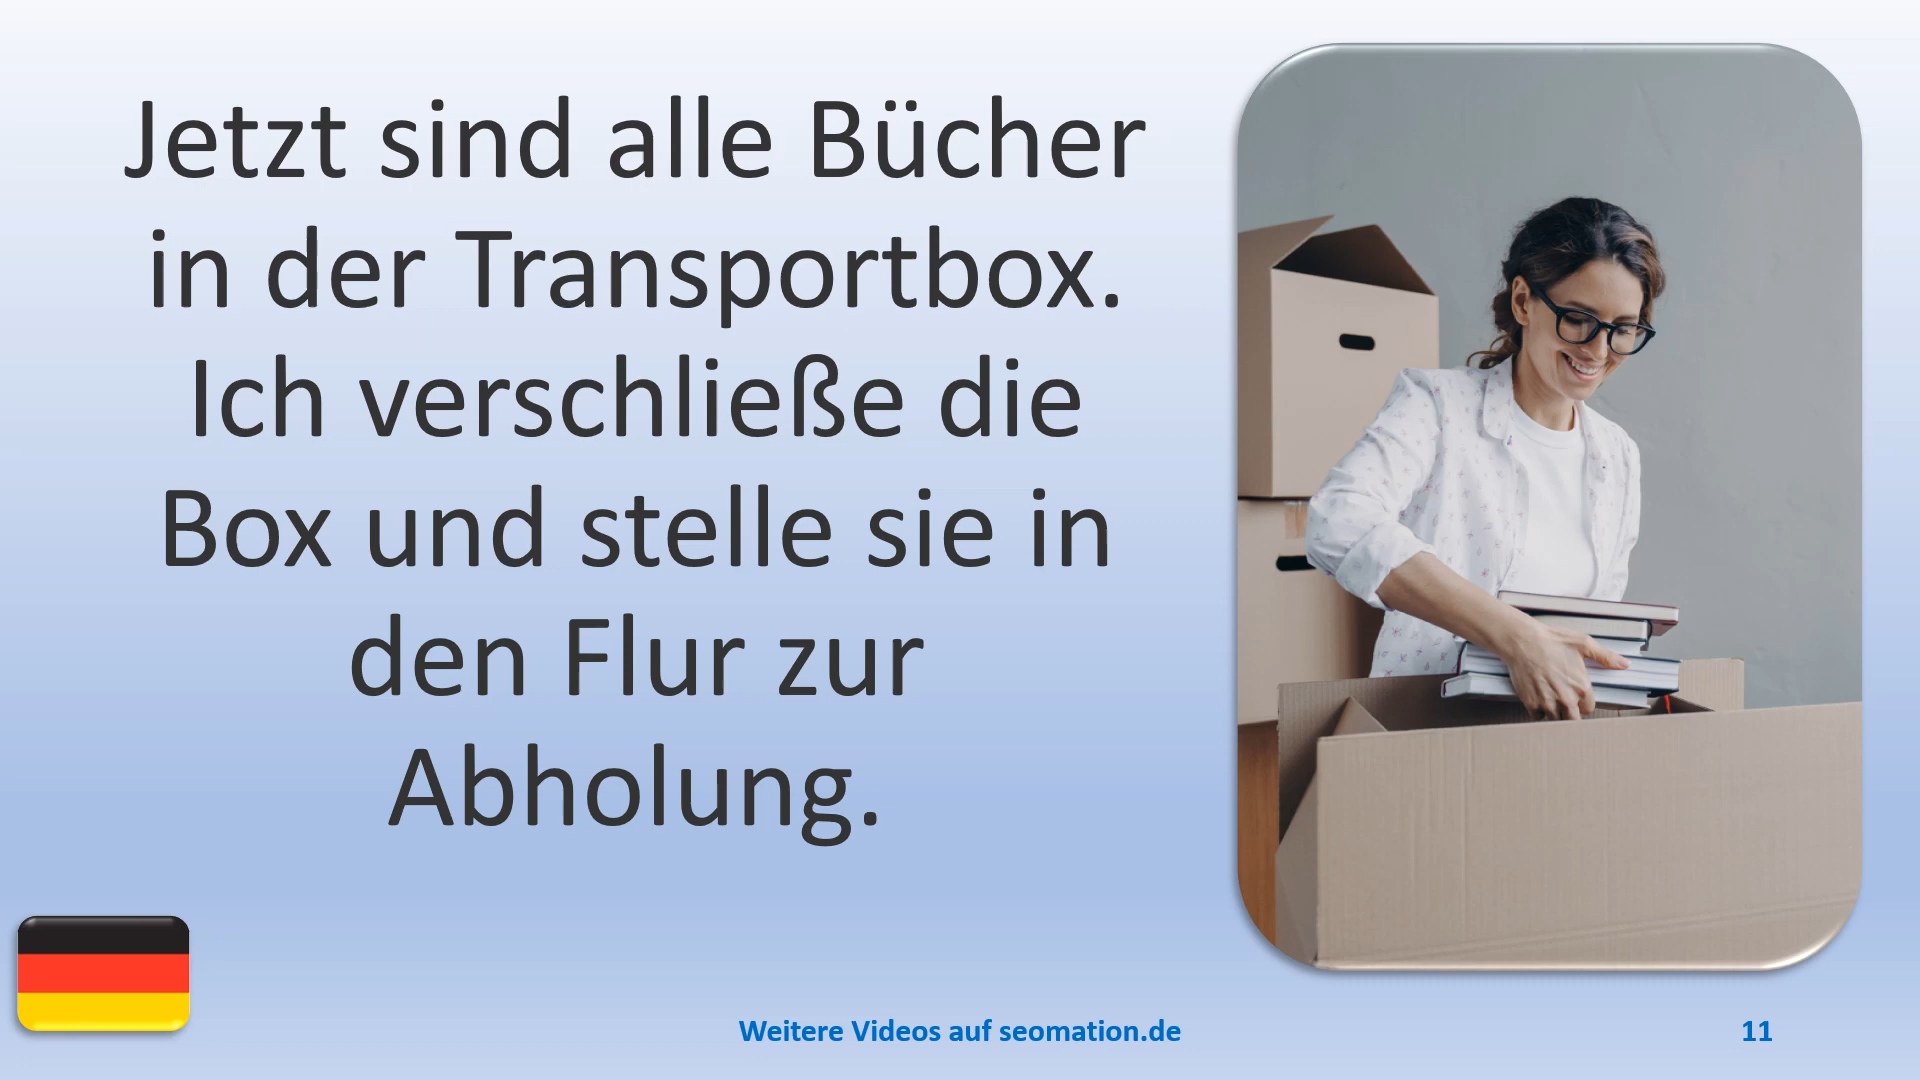 Jetzt sind alle Bücher
in der Transportbox.
Ich verschließe die
Box und stelle sie in
den Flur zur
Abholung.
Weitere Videos auf seomation.de
11